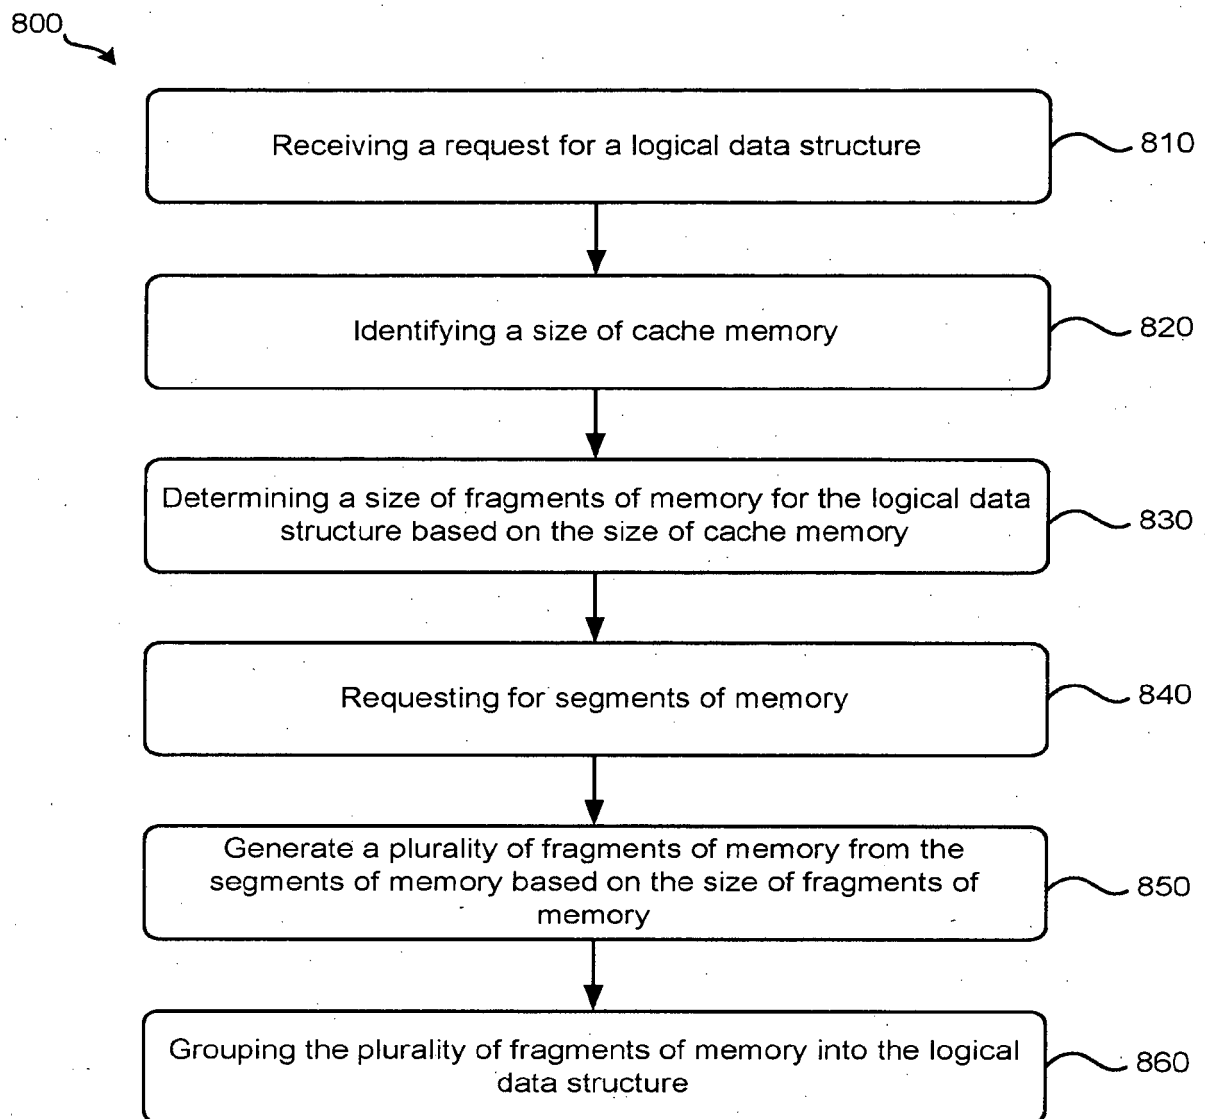 800
Receiving a request for a logical data structure
810
Identifying a size of cache memory
820
Determining a size of fragments of memory for the logical data
structure based on the size of cache memory
830
Requesting for segments of memory
840
Generate a plurality of fragments of memory from the
segments of memory based on the size of fragments of
memory
850
Grouping the plurality of fragments of memory into the logical
data structure
860